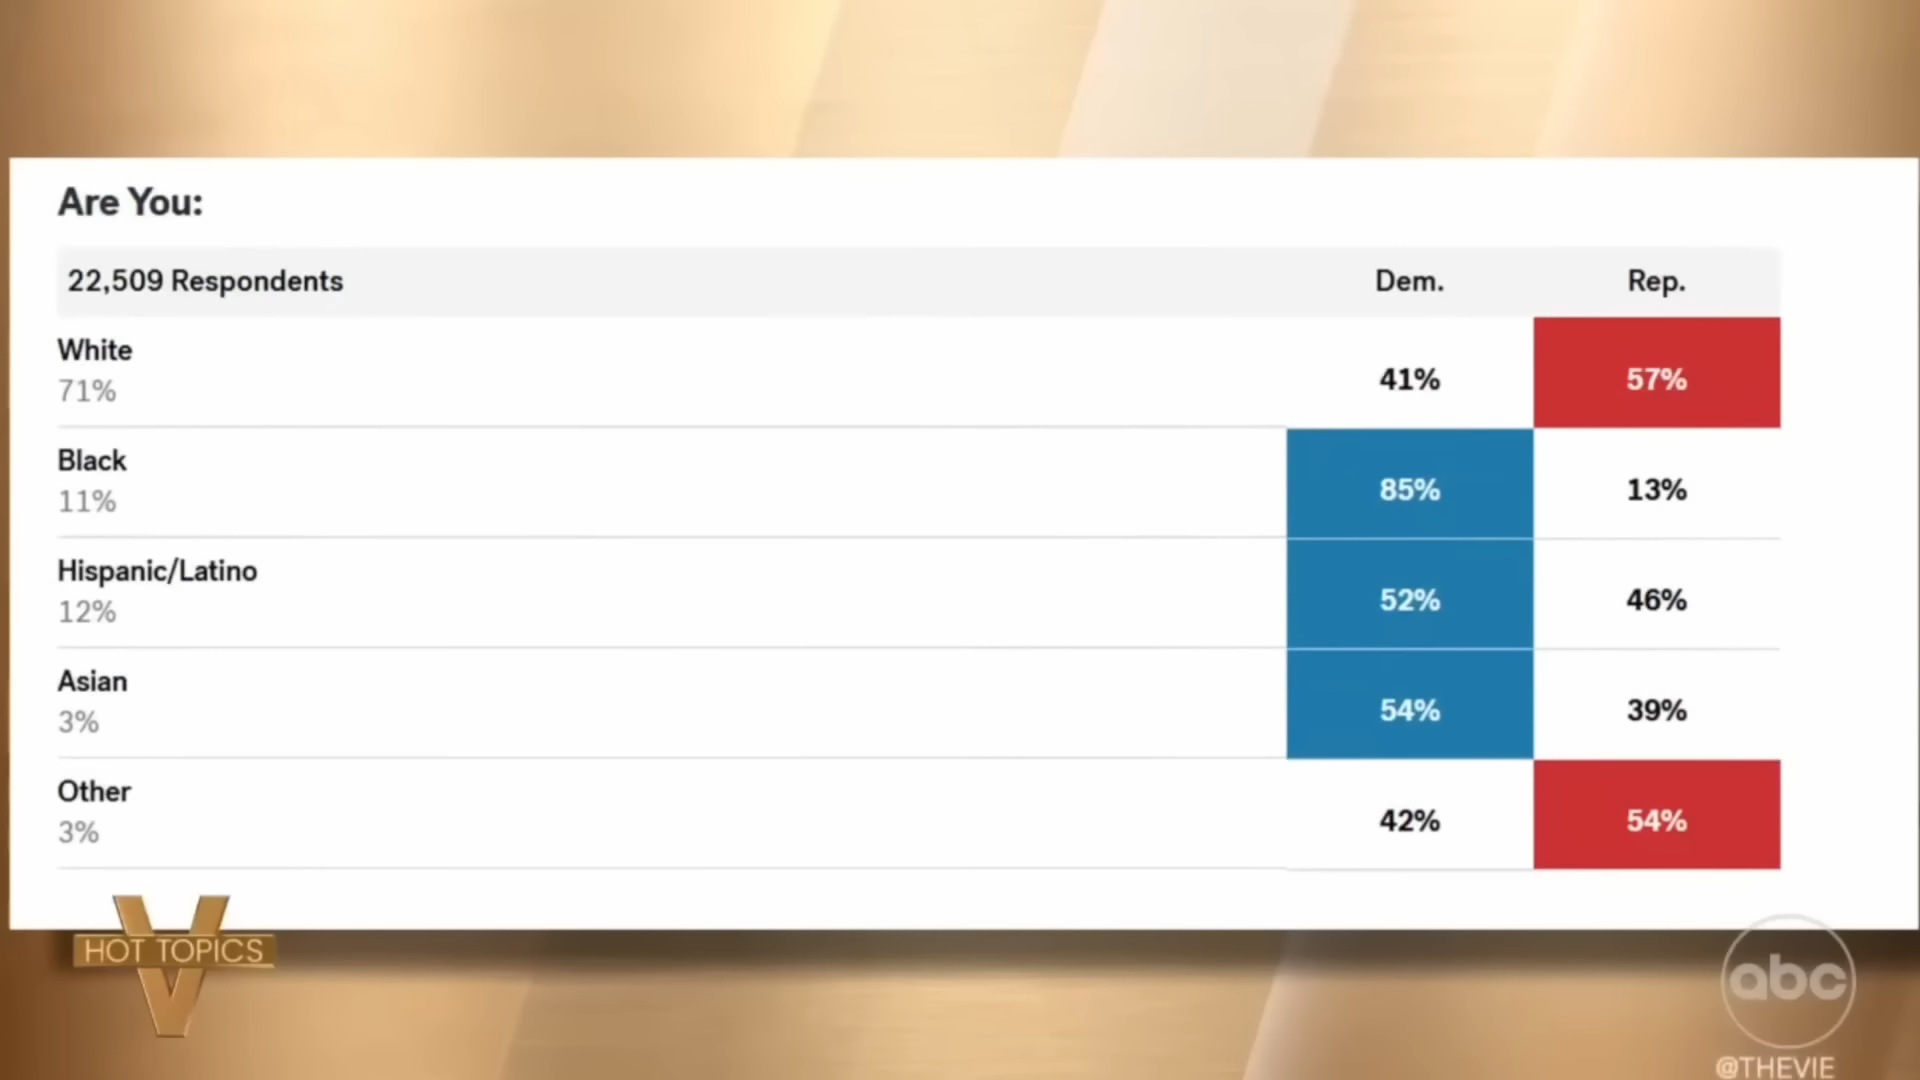 Are You:
22,509 Respondents Dem. Rep.
White
71% 41% 57%
Black
11% 85% 13%
Hispanic/Latino
12% 52% 46%
Asian
3% 54% 39%
Other
3% 42% 54%
V
HOT TOPICS
abc
@THEVIE